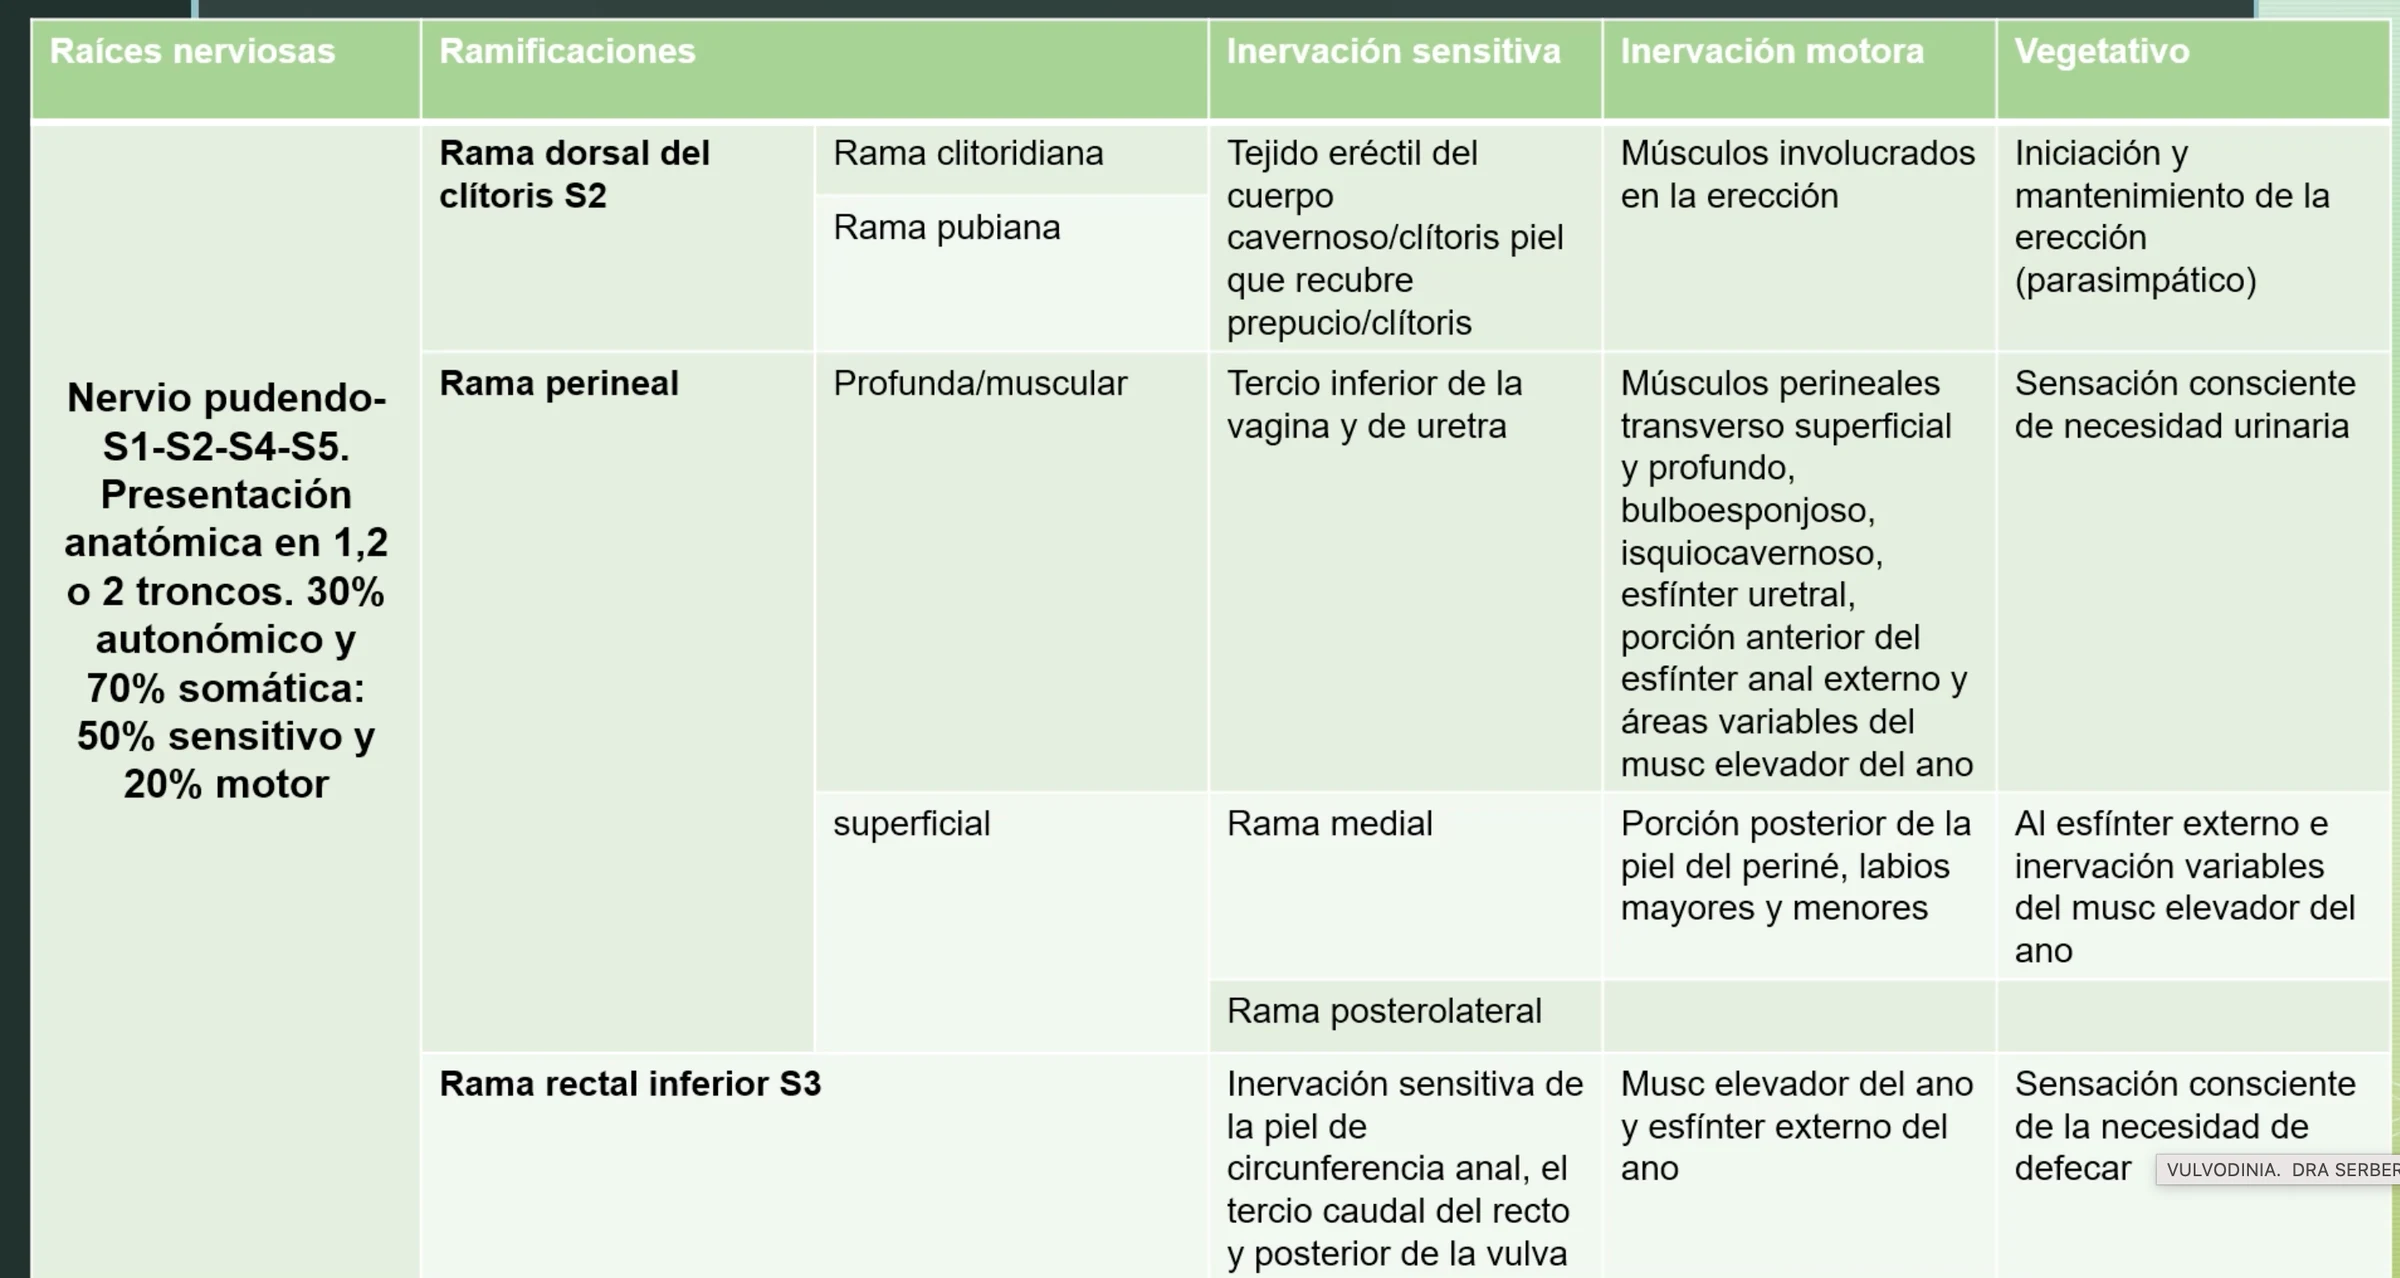 Raíces nerviosas
Ramificaciones
Inervación sensitiva
Inervación motora
Vegetativo
Nervio pudendo-
S1-S2-S4-S5.
Presentación
anatómica en 1,2
o 2 troncos. 30%
autonómico y
70% somática:
50% sensitivo y
20% motor
Rama dorsal del
clítoris S2
Rama clitoridiana
Rama pubiana
Tejido eréctil del
cuerpo
cavernoso/clítoris piel
que recubre
prepucio/clítoris
Músculos involucrados
en la erección
Iniciación y
mantenimiento de la
erección
(parasimpático)
Rama perineal
Profunda/muscular
Tercio inferior de la
vagina y de uretra
Músculos perineales
transverso superficial
y profundo,
bulboesponjoso,
isquiocavernoso,
esfínter uretral,
porción anterior del
esfínter anal externo y
áreas variables del
musc elevador del ano
Sensación consciente
de necesidad urinaria
superficial
Rama medial
Porción posterior de la
piel del periné, labios
mayores y menores
Al esfínter externo e
inervación variables
del musc elevador del
ano
Rama posterolateral
Rama rectal inferior S3
Inervación sensitiva de
la piel de
circunferencia anal, el
tercio caudal del recto
y posterior de la vulva
Musc elevador del ano
y esfínter externo del
ano
Sensación consciente
de la necesidad de
defecar
VULVODINIA. DRA SERBER